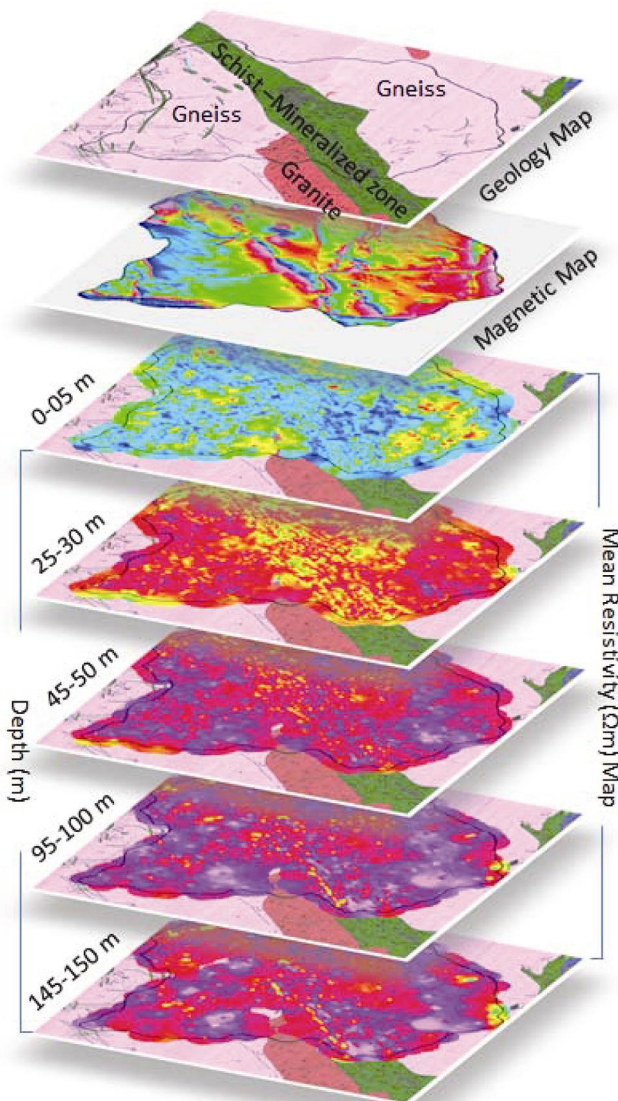 Gneiss
Schist –Mineralized zone
Gneiss
Granite
Geology Map
Magnetic Map
0-05 m
25-30 m
45-50 m
95-100 m
145-150 m
Depth (m)
Mean Resistivity (Ωm) Map